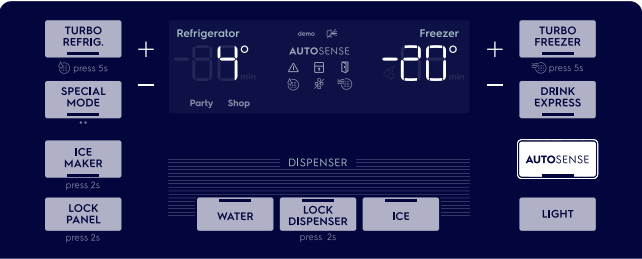 TURBO
REFRIG.
press 5s
SPECIAL
MODE
ICE
MAKER
press 2s
LOCK
PANEL
press 2s
+
−
Refrigerator
demo
Freezer
AUTOSENSE
4°
min
-20°
min
Party Shop
DISPENSER
WATER
LOCK
DISPENSER
press 2s
ICE
+
−
TURBO
FREEZER
press 5s
DRINK
EXPRESS
AUTOSENSE
LIGHT